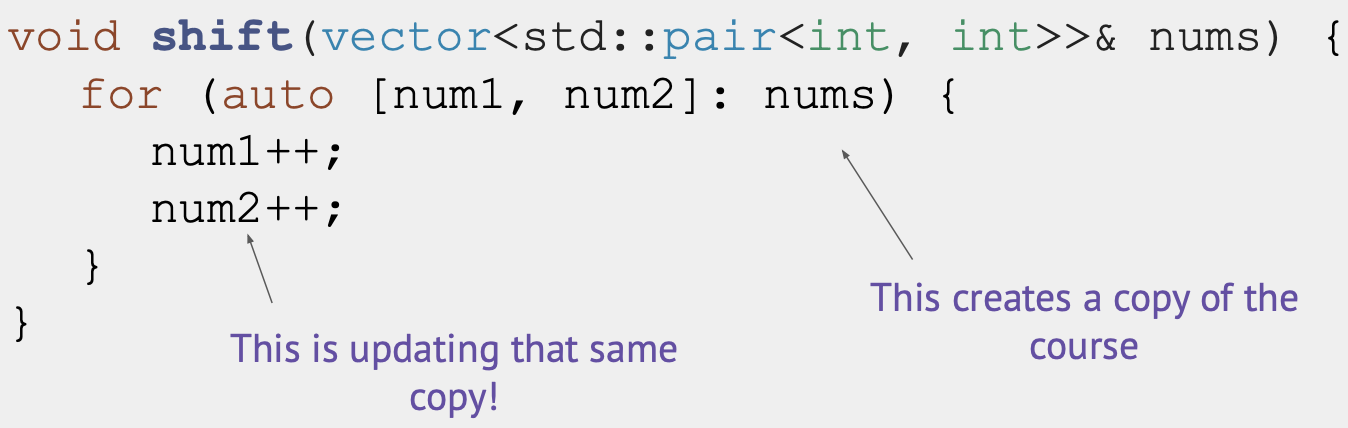 void shift(vector<std::pair<int, int>>& nums) {
for (auto [num1, num2]: nums) {
num1++;
num2++;
}
}
This creates a copy of the
course
This is updating that same
copy!